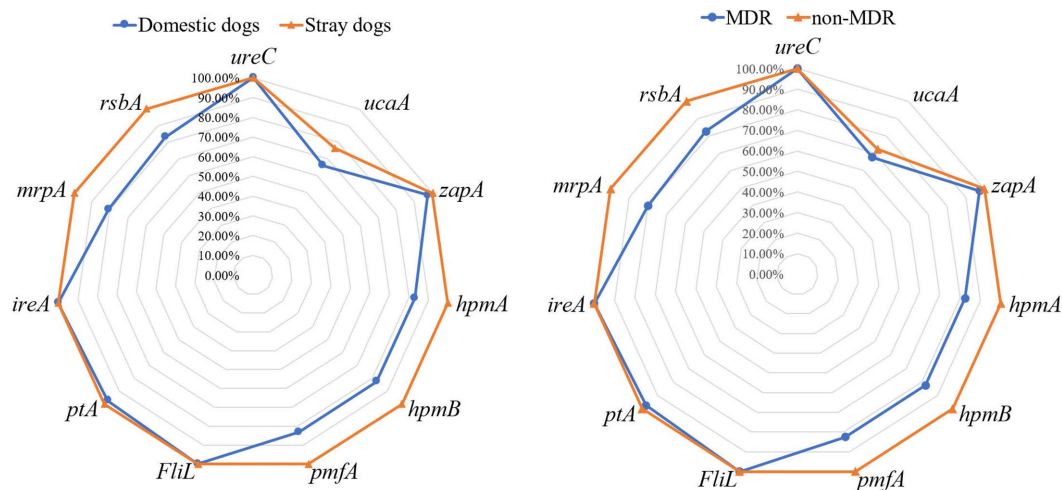 Domestic dogs Stray dogs
ureC
100.00%
90.00%
80.00%
70.00%
60.00%
50.00%
40.00%
30.00%
20.00%
10.00%
0.00%
ucaA
zapA
hpmA
hpmB
pmfA
FliL
ptA
ireA
mrpA
rsbA
MDR non-MDR
ureC
100.00%
90.00%
80.00%
70.00%
60.00%
50.00%
40.00%
30.00%
20.00%
10.00%
0.00%
ucaA
zapA
hpmA
hpmB
pmfA
FliL
ptA
ireA
mrpA
rsbA